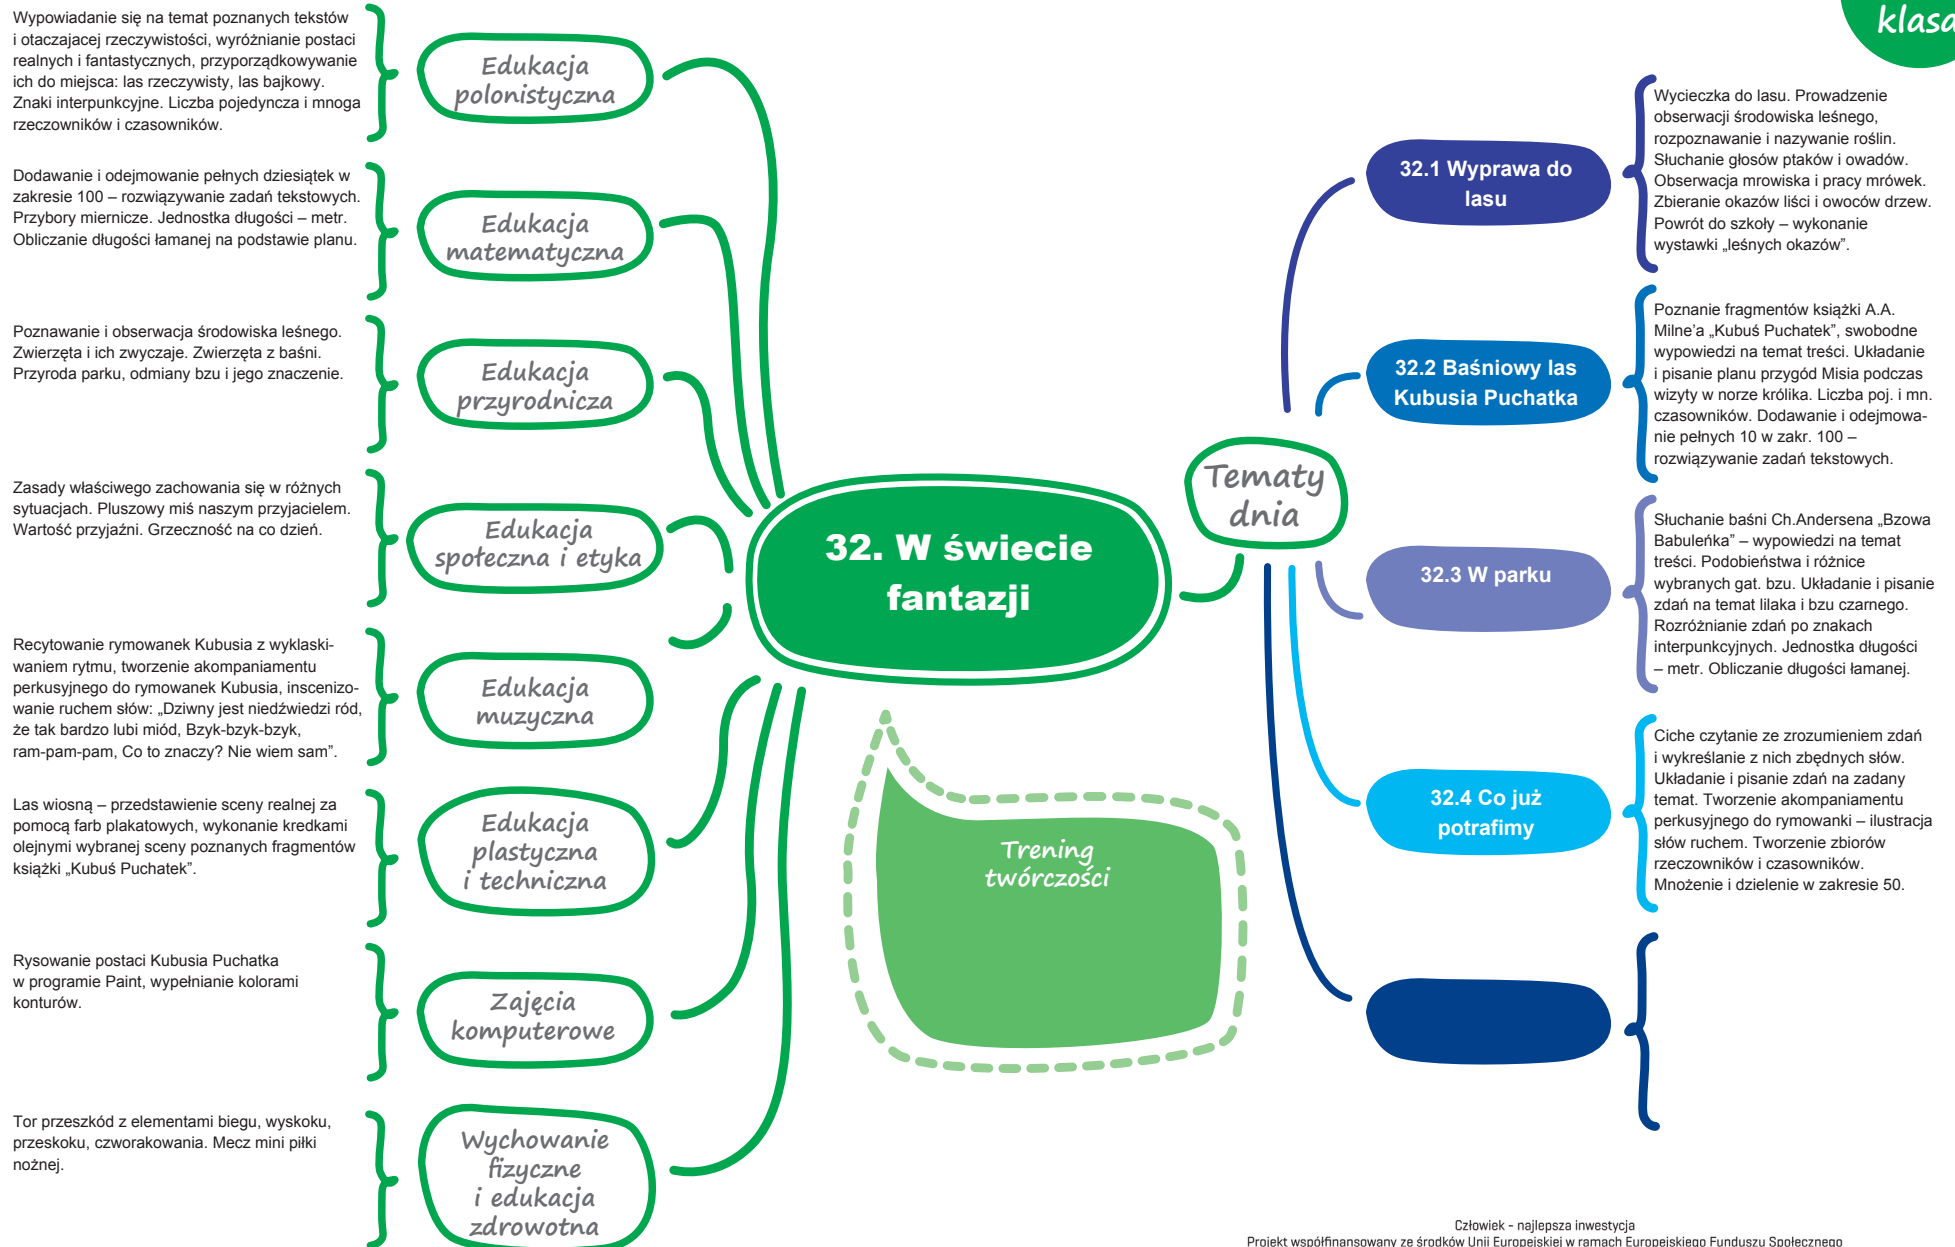 klasa
Wypowiadanie się na temat poznanych tekstów
i otaczajacej rzeczywistości, wyróżnianie postaci
realnych i fantastycznych, przyporządkowywanie
ich do miejsca: las rzeczywisty, las bajkowy.
Znaki interpunkcyjne. Liczba pojedyncza i mnoga
rzeczowników i czasowników.
Edukacja
polonistyczna
Dodawanie i odejmowanie pełnych dziesiątek w
zakresie 100 – rozwiązywanie zadań tekstowych.
Przybory miernicze. Jednostka długości – metr.
Obliczanie długości łamanej na podstawie planu.
Edukacja
matematyczna
Poznawanie i obserwacja środowiska leśnego.
Zwierzęta i ich zwyczaje. Zwierzęta z baśni.
Przyroda parku, odmiany bzu i jego znaczenie.
Edukacja
przyrodnicza
Zasady właściwego zachowania się w różnych
sytuacjach. Pluszowy miś naszym przyjacielem.
Wartość przyjaźni. Grzeczność na co dzień.
Edukacja
społeczna i etyka
Recytowanie rymowanek Kubusia z wyklaski-
waniem rytmu, tworzenie akompaniamentu
perkusyjnego do rymowanek Kubusia, inscenizo-
wanie ruchem słów: „Dziwny jest niedźwiedzi ród,
że tak bardzo lubi miód, Bzyk-bzyk-bzyk,
ram-pam-pam, Co to znaczy? Nie wiem sam”.
Edukacja
muzyczna
Las wiosną – przedstawienie sceny realnej za
pomocą farb plakatowych, wykonanie kredkami
olejnymi wybranej sceny poznanych fragmentów
książki „Kubuś Puchatek”.
Edukacja
plastyczna
i techniczna
Rysowanie postaci Kubusia Puchatka
w programie Paint, wypełnianie kolorami
konturów.
Zajęcia
komputerowe
Tor przeszkód z elementami biegu, wyskoku,
przeskoku, czworakowania. Mecz mini piłki
nożnej.
Wychowanie
fizyczne
i edukacja
zdrowotna
32. W świecie
fantazji
Trening
twórczości
Tematy
dnia
32.1 Wyprawa do
lasu
Wycieczka do lasu. Prowadzenie
obserwacji środowiska leśnego,
rozpoznawanie i nazywanie roślin.
Słuchanie głosów ptaków i owadów.
Obserwacja mrowiska i pracy mrówek.
Zbieranie okazów liści i owoców drzew.
Powrót do szkoły – wykonanie
wystawki „leśnych okazów”.
32.2 Baśniowy las
Kubusia Puchatka
Poznanie fragmentów książki A.A.
Milne’a „Kubuś Puchatek”, swobodne
wypowiedzi na temat treści. Układanie
i pisanie planu przygód Misia podczas
wizyty w norze królika. Liczba poj. i mn.
czasowników. Dodawanie i odejmowa-
nie pełnych 10 w zakr. 100 –
rozwiązywanie zadań tekstowych.
32.3 W parku
Słuchanie baśni Ch.Andersena „Bzowa
Babuleńka” – wypowiedzi na temat
treści. Podobieństwa i różnice
wybranych gat. bzu. Układanie i pisanie
zdań na temat lilaka i bzu czarnego.
Rozróżnianie zdań po znakach
interpunkcyjnych. Jednostka długości
– metr. Obliczanie długości łamanej.
32.4 Co już
potrafimy
Ciche czytanie ze zrozumieniem zdań
i wykreślanie z nich zbędnych słów.
Układanie i pisanie zdań na zadany
temat. Tworzenie akompaniamentu
perkusyjnego do rymowanki – ilustracja
słów ruchem. Tworzenie zbiorów
rzeczowników i czasowników.
Mnożenie i dzielenie w zakresie 50.
Człowiek - najlepsza inwestycja
Projekt współfinansowany ze środków Unii Europejskiej w ramach Europejskiego Funduszu Społecznego